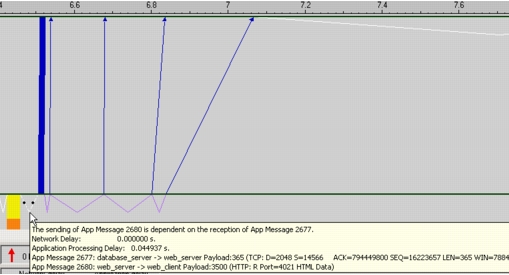 .4 6.6 6.8 7 7.2 7.4 7.6
The sending of App Message 2680 is dependent on the reception of App Message 2677.
Network Delay: 0.000000 s.
Application Processing Delay: 0.044937 s.
App Message 2677: database_server -> web_server Payload:365 (TCP: D=2048 S=14566 ACK=794449800 SEQ=16223657 LEN=365 WIN=7884
App Message 2680: web_server -> web_client Payload:3500 (HTTP: R Port=4021 HTML Data)